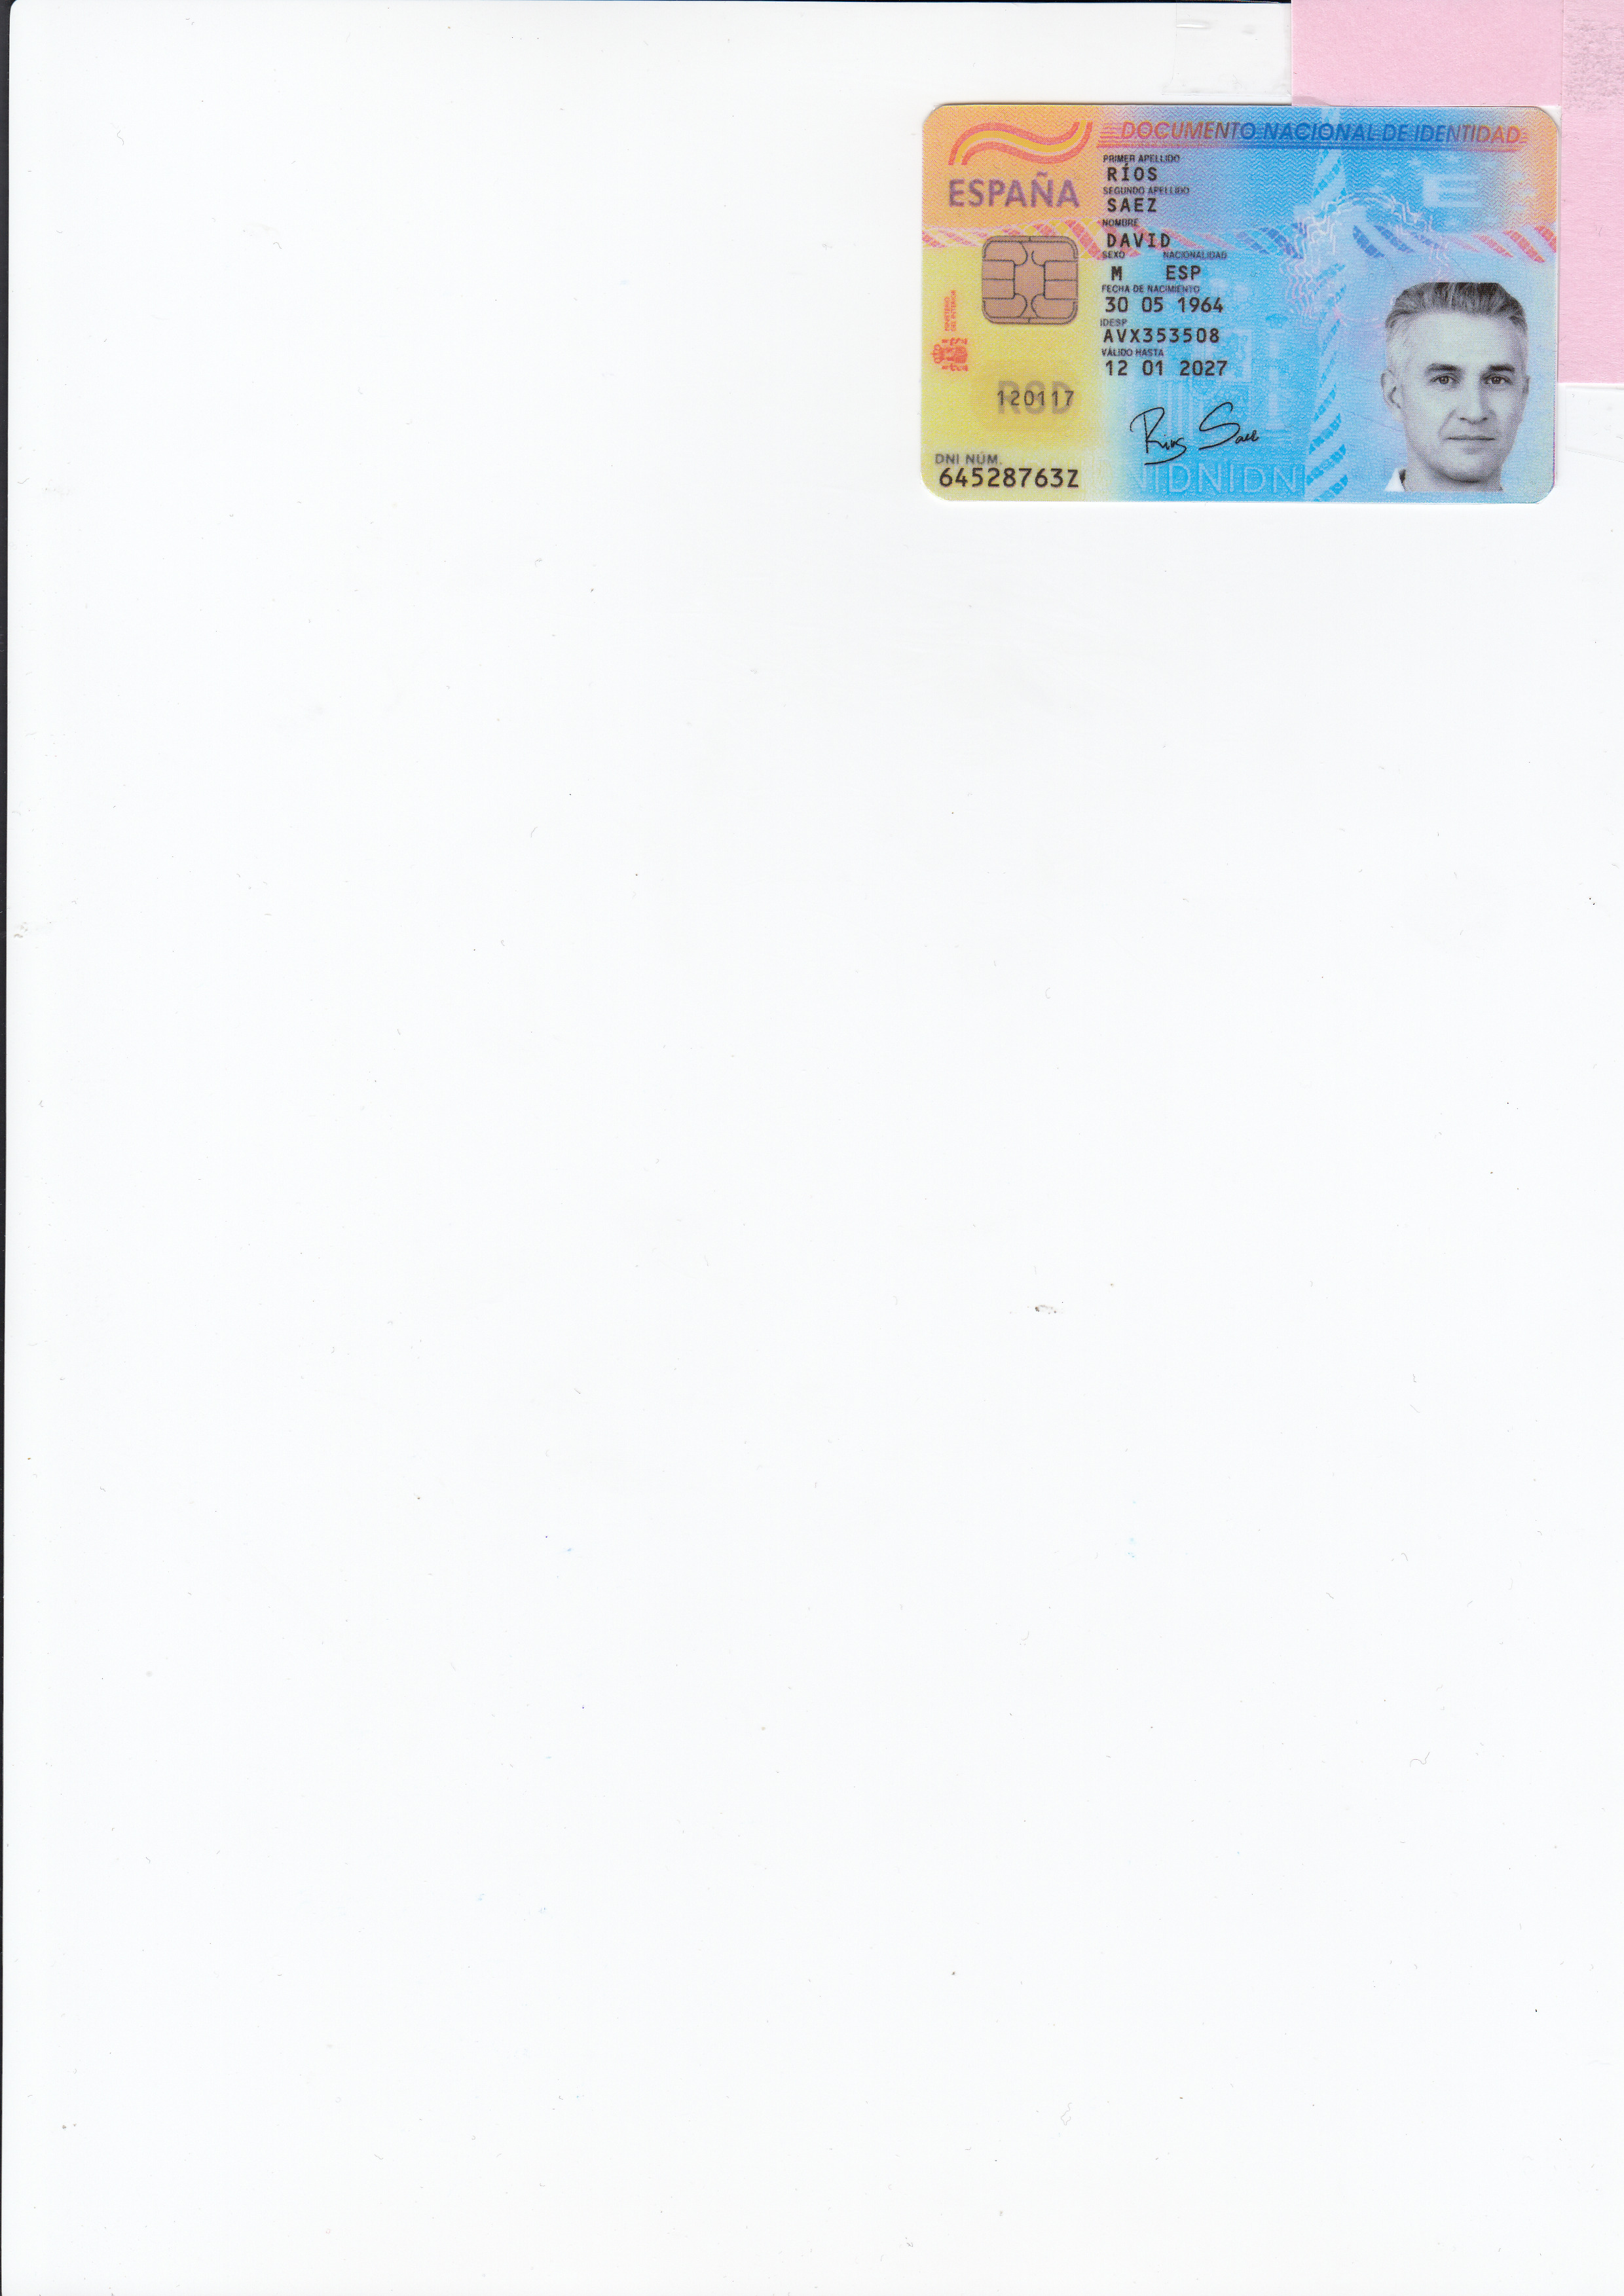 DOCUMENTO NACIONAL DE IDENTIDAD
ESPAÑA
PRIMER APELLIDO
RÍOS
SEGUNDO APELLIDO
SAEZ
NOMBRE
DAVID
SEXO NACIONALIDAD
M ESP
FECHA DE NACIMIENTO
30 05 1964
IDESP
AVX353508
VÁLIDO HASTA
12 01 2027
MINISTERIO
DEL INTERIOR
E
RSD
120117
Rios Saez
DNI NÚM.
64528763Z
IDNIDN